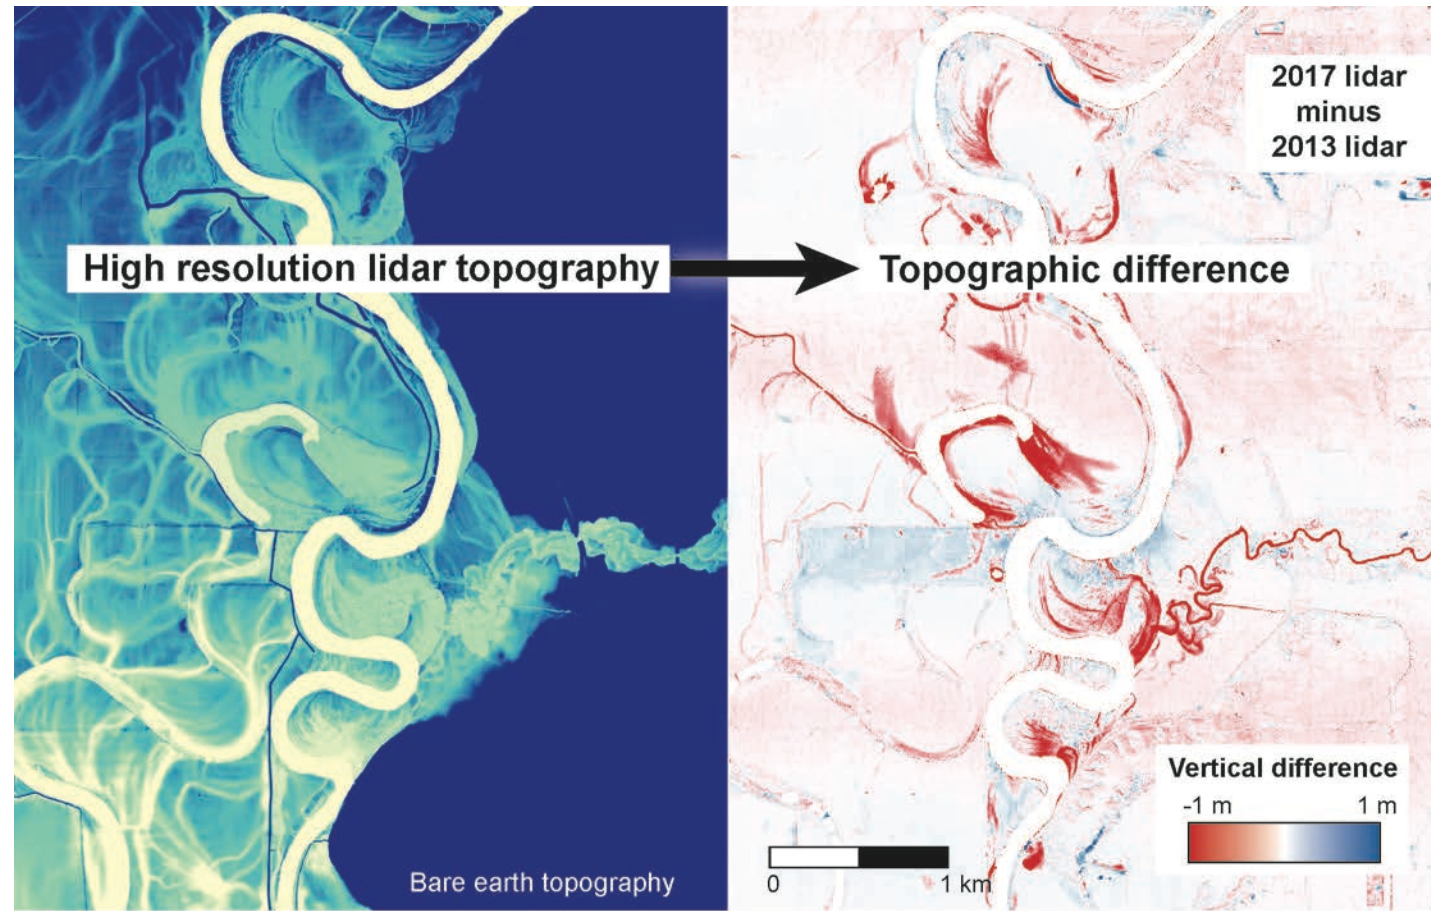 2017 lidar
minus
2013 lidar
High resolution lidar topography
Topographic difference
Vertical difference
-1 m 1 m
0 1 km
Bare earth topography